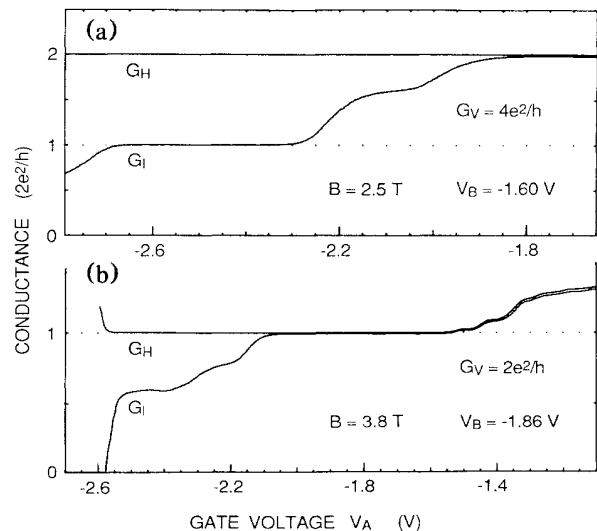 (a)
2
G_H
G_V = 4e²/h
1
G_I
B = 2.5 T
V_B = -1.60 V
0
-2.6
-2.2
-1.8
CONDUCTANCE (2e²/h)
(b)
1
G_H
G_V = 2e²/h
G_I
B = 3.8 T
V_B = -1.86 V
0
-2.6
-2.2
-1.8
-1.4
GATE VOLTAGE V_A (V)